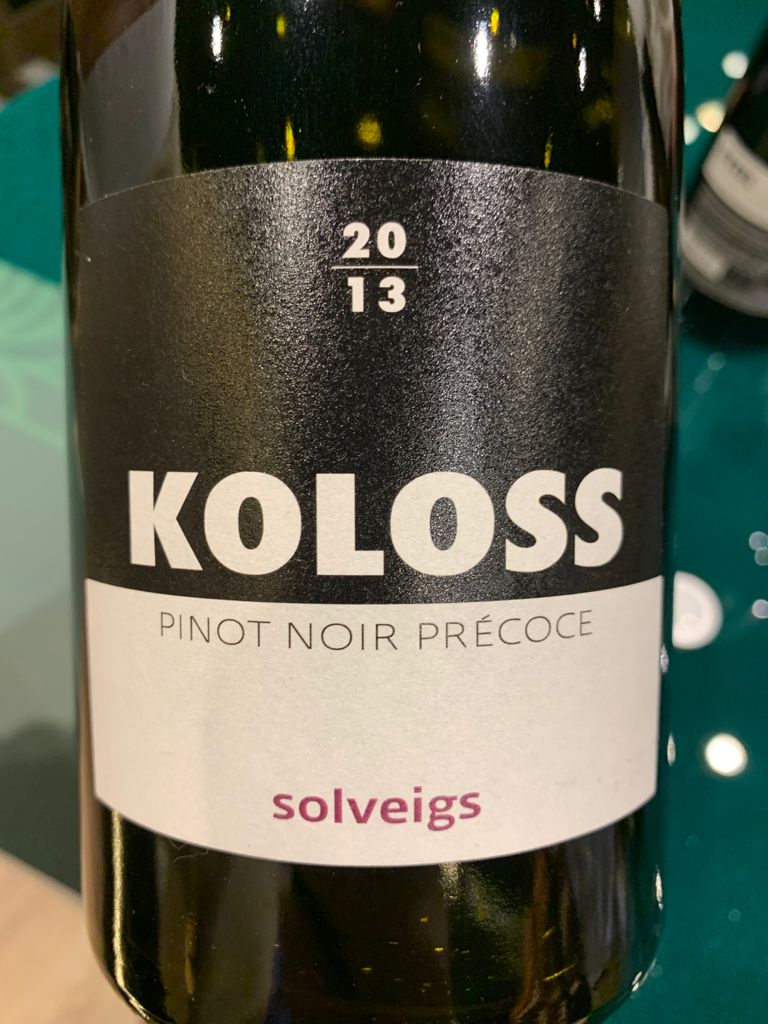 20
13
KOLOSS
PINOT NOIR PRÉCOCE
solveigs